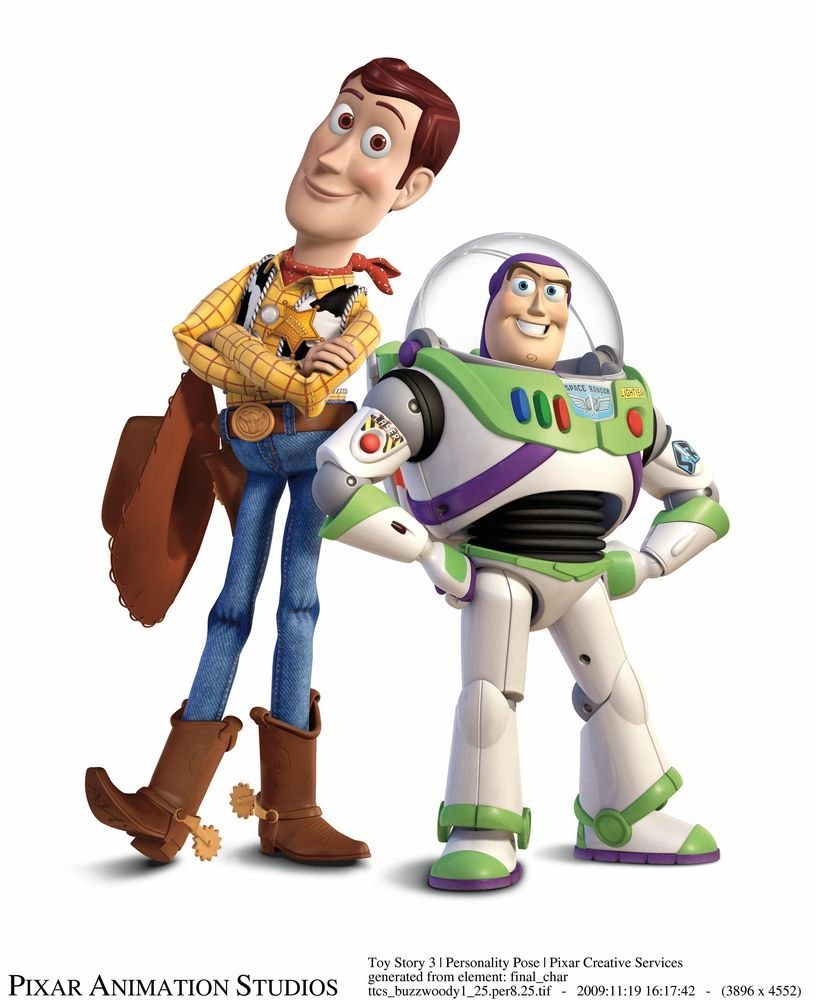 LASER
SPACE RANGER
LIGHTYEAR
Toy Story 3 | Personality Pose | Pixar Creative Services
generated from element: final_char
PIXAR ANIMATION STUDIOS
ttcs_buzzwoody1_25.per8.25.tif - 2009:11:19 16:17:42 - (3896 x 4552)